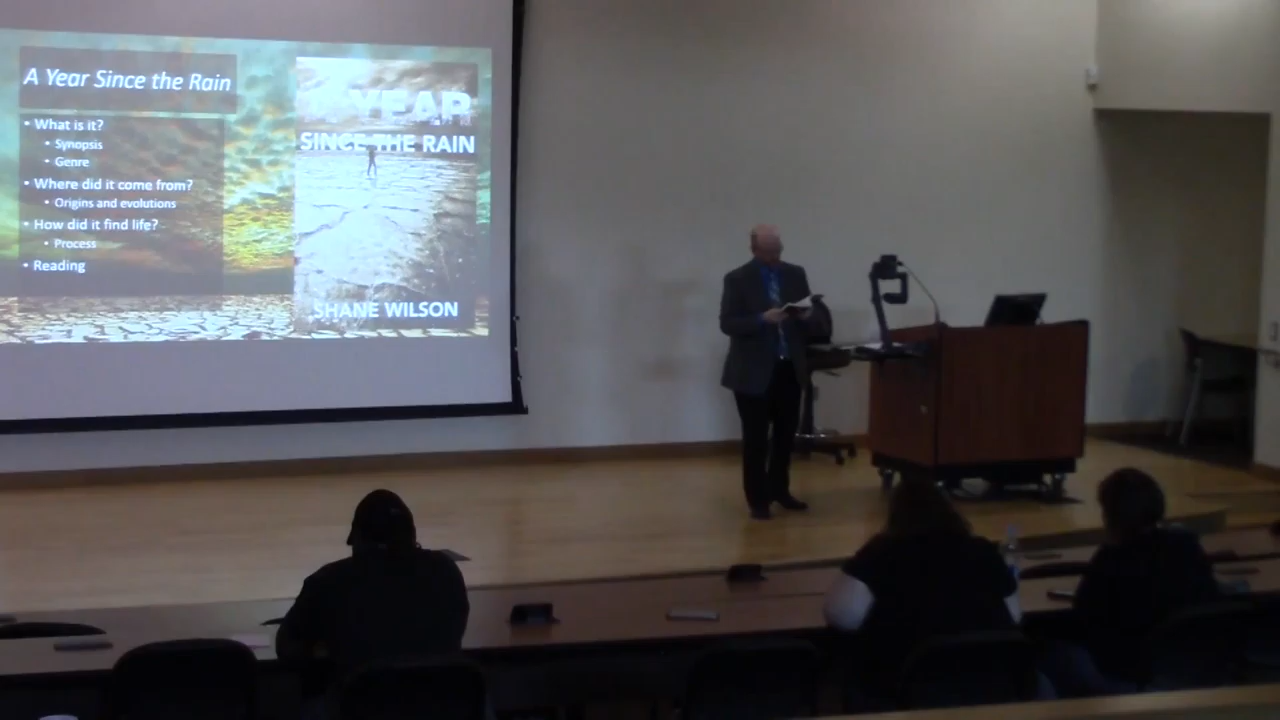 A Year Since the Rain
• What is it?
• Synopsis
• Genre
• Where did it come from?
• Origins and evolutions
• How did it find life?
• Process
• Reading
A YEAR
SINCE THE RAIN
SHANE WILSON